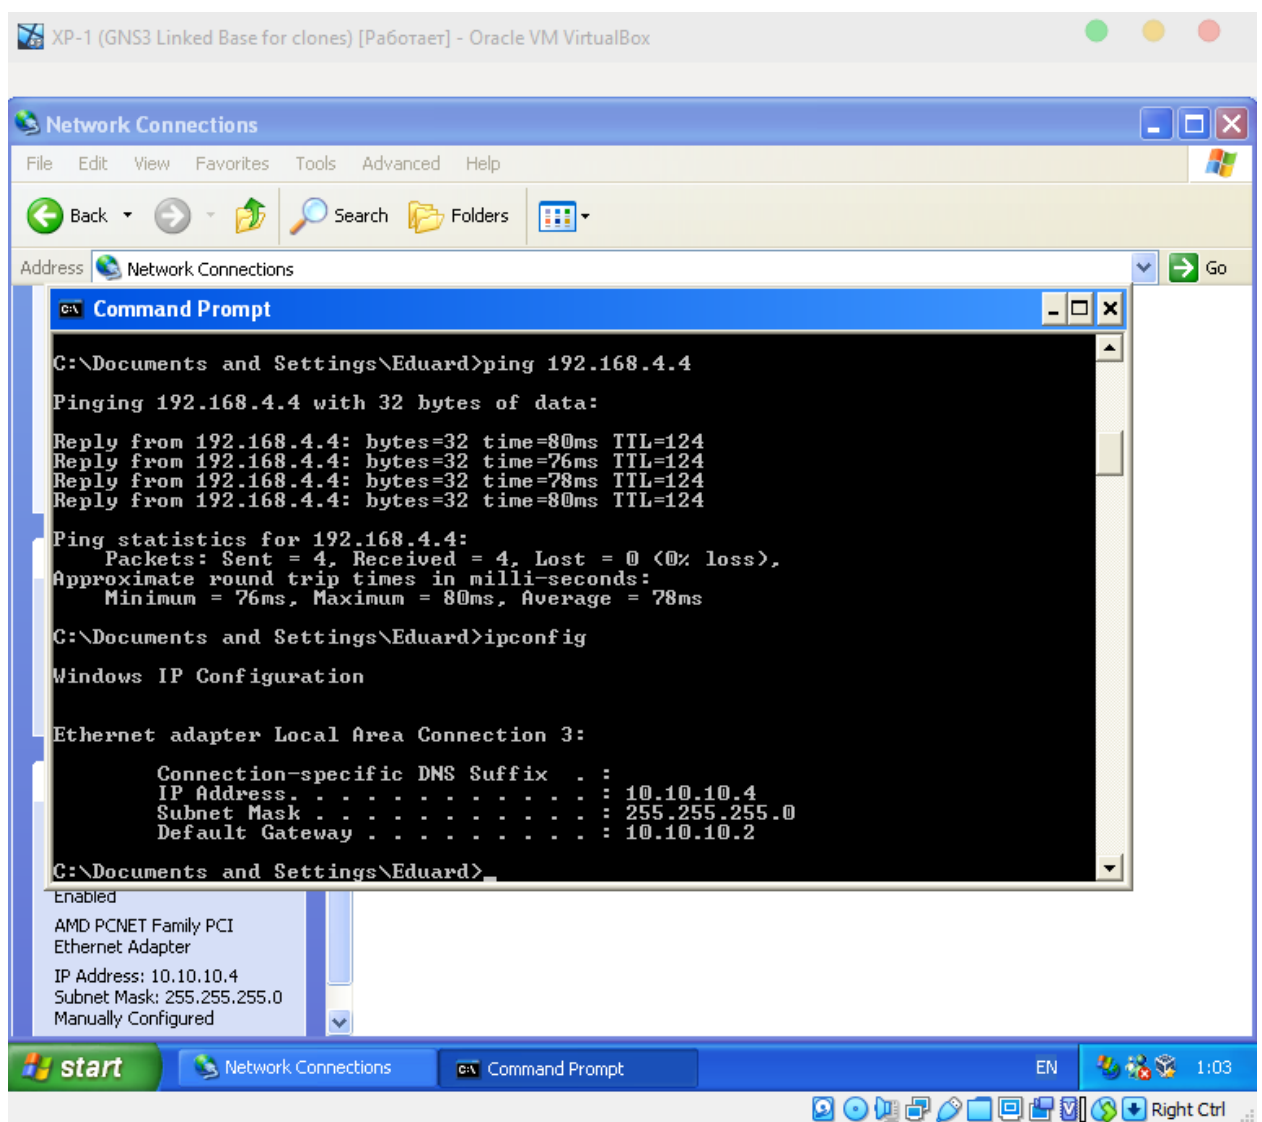 XP-1 (GNS3 Linked Base for clones) [Работает] - Oracle VM VirtualBox
Network Connections
File Edit View Favorites Tools Advanced Help
Back Search Folders
Address Network Connections Go
Command Prompt
C:\Documents and Settings\Eduard>ping 192.168.4.4
Pinging 192.168.4.4 with 32 bytes of data:
Reply from 192.168.4.4: bytes=32 time=80ms TTL=124
Reply from 192.168.4.4: bytes=32 time=76ms TTL=124
Reply from 192.168.4.4: bytes=32 time=78ms TTL=124
Reply from 192.168.4.4: bytes=32 time=80ms TTL=124
Ping statistics for 192.168.4.4:
Packets: Sent = 4, Received = 4, Lost = 0 (0% loss),
Approximate round trip times in milli-seconds:
Minimum = 76ms, Maximum = 80ms, Average = 78ms
C:\Documents and Settings\Eduard>ipconfig
Windows IP Configuration
Ethernet adapter Local Area Connection 3:
Connection-specific DNS Suffix . :
IP Address. . . . . . . . . . . . : 10.10.10.4
Subnet Mask . . . . . . . . . . . : 255.255.255.0
Default Gateway . . . . . . . . . : 10.10.10.2
C:\Documents and Settings\Eduard>_
Enabled
AMD PCNET Family PCI
Ethernet Adapter
IP Address: 10.10.10.4
Subnet Mask: 255.255.255.0
Manually Configured
start Network Connections Command Prompt EN 1:03
Right Ctrl